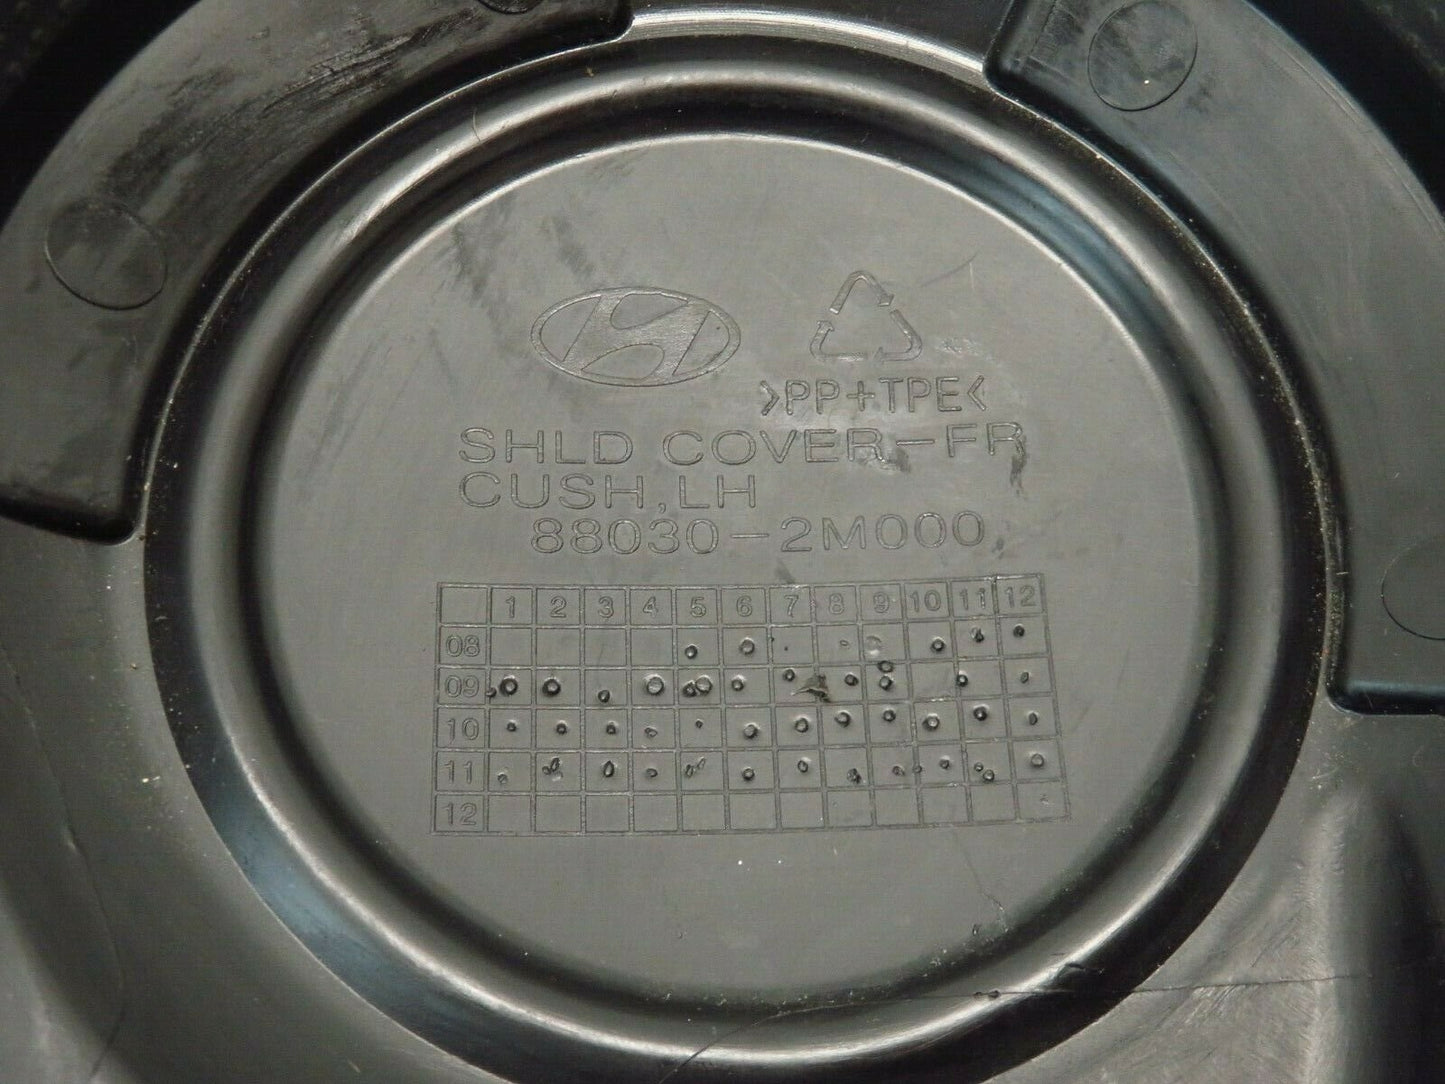 >PP+TPE<
SHLD COVER-FR
CUSH,LH
88030-2M000
1 2 3 4 5 6 7 8 9 10 11 12
08
09
10
11
12